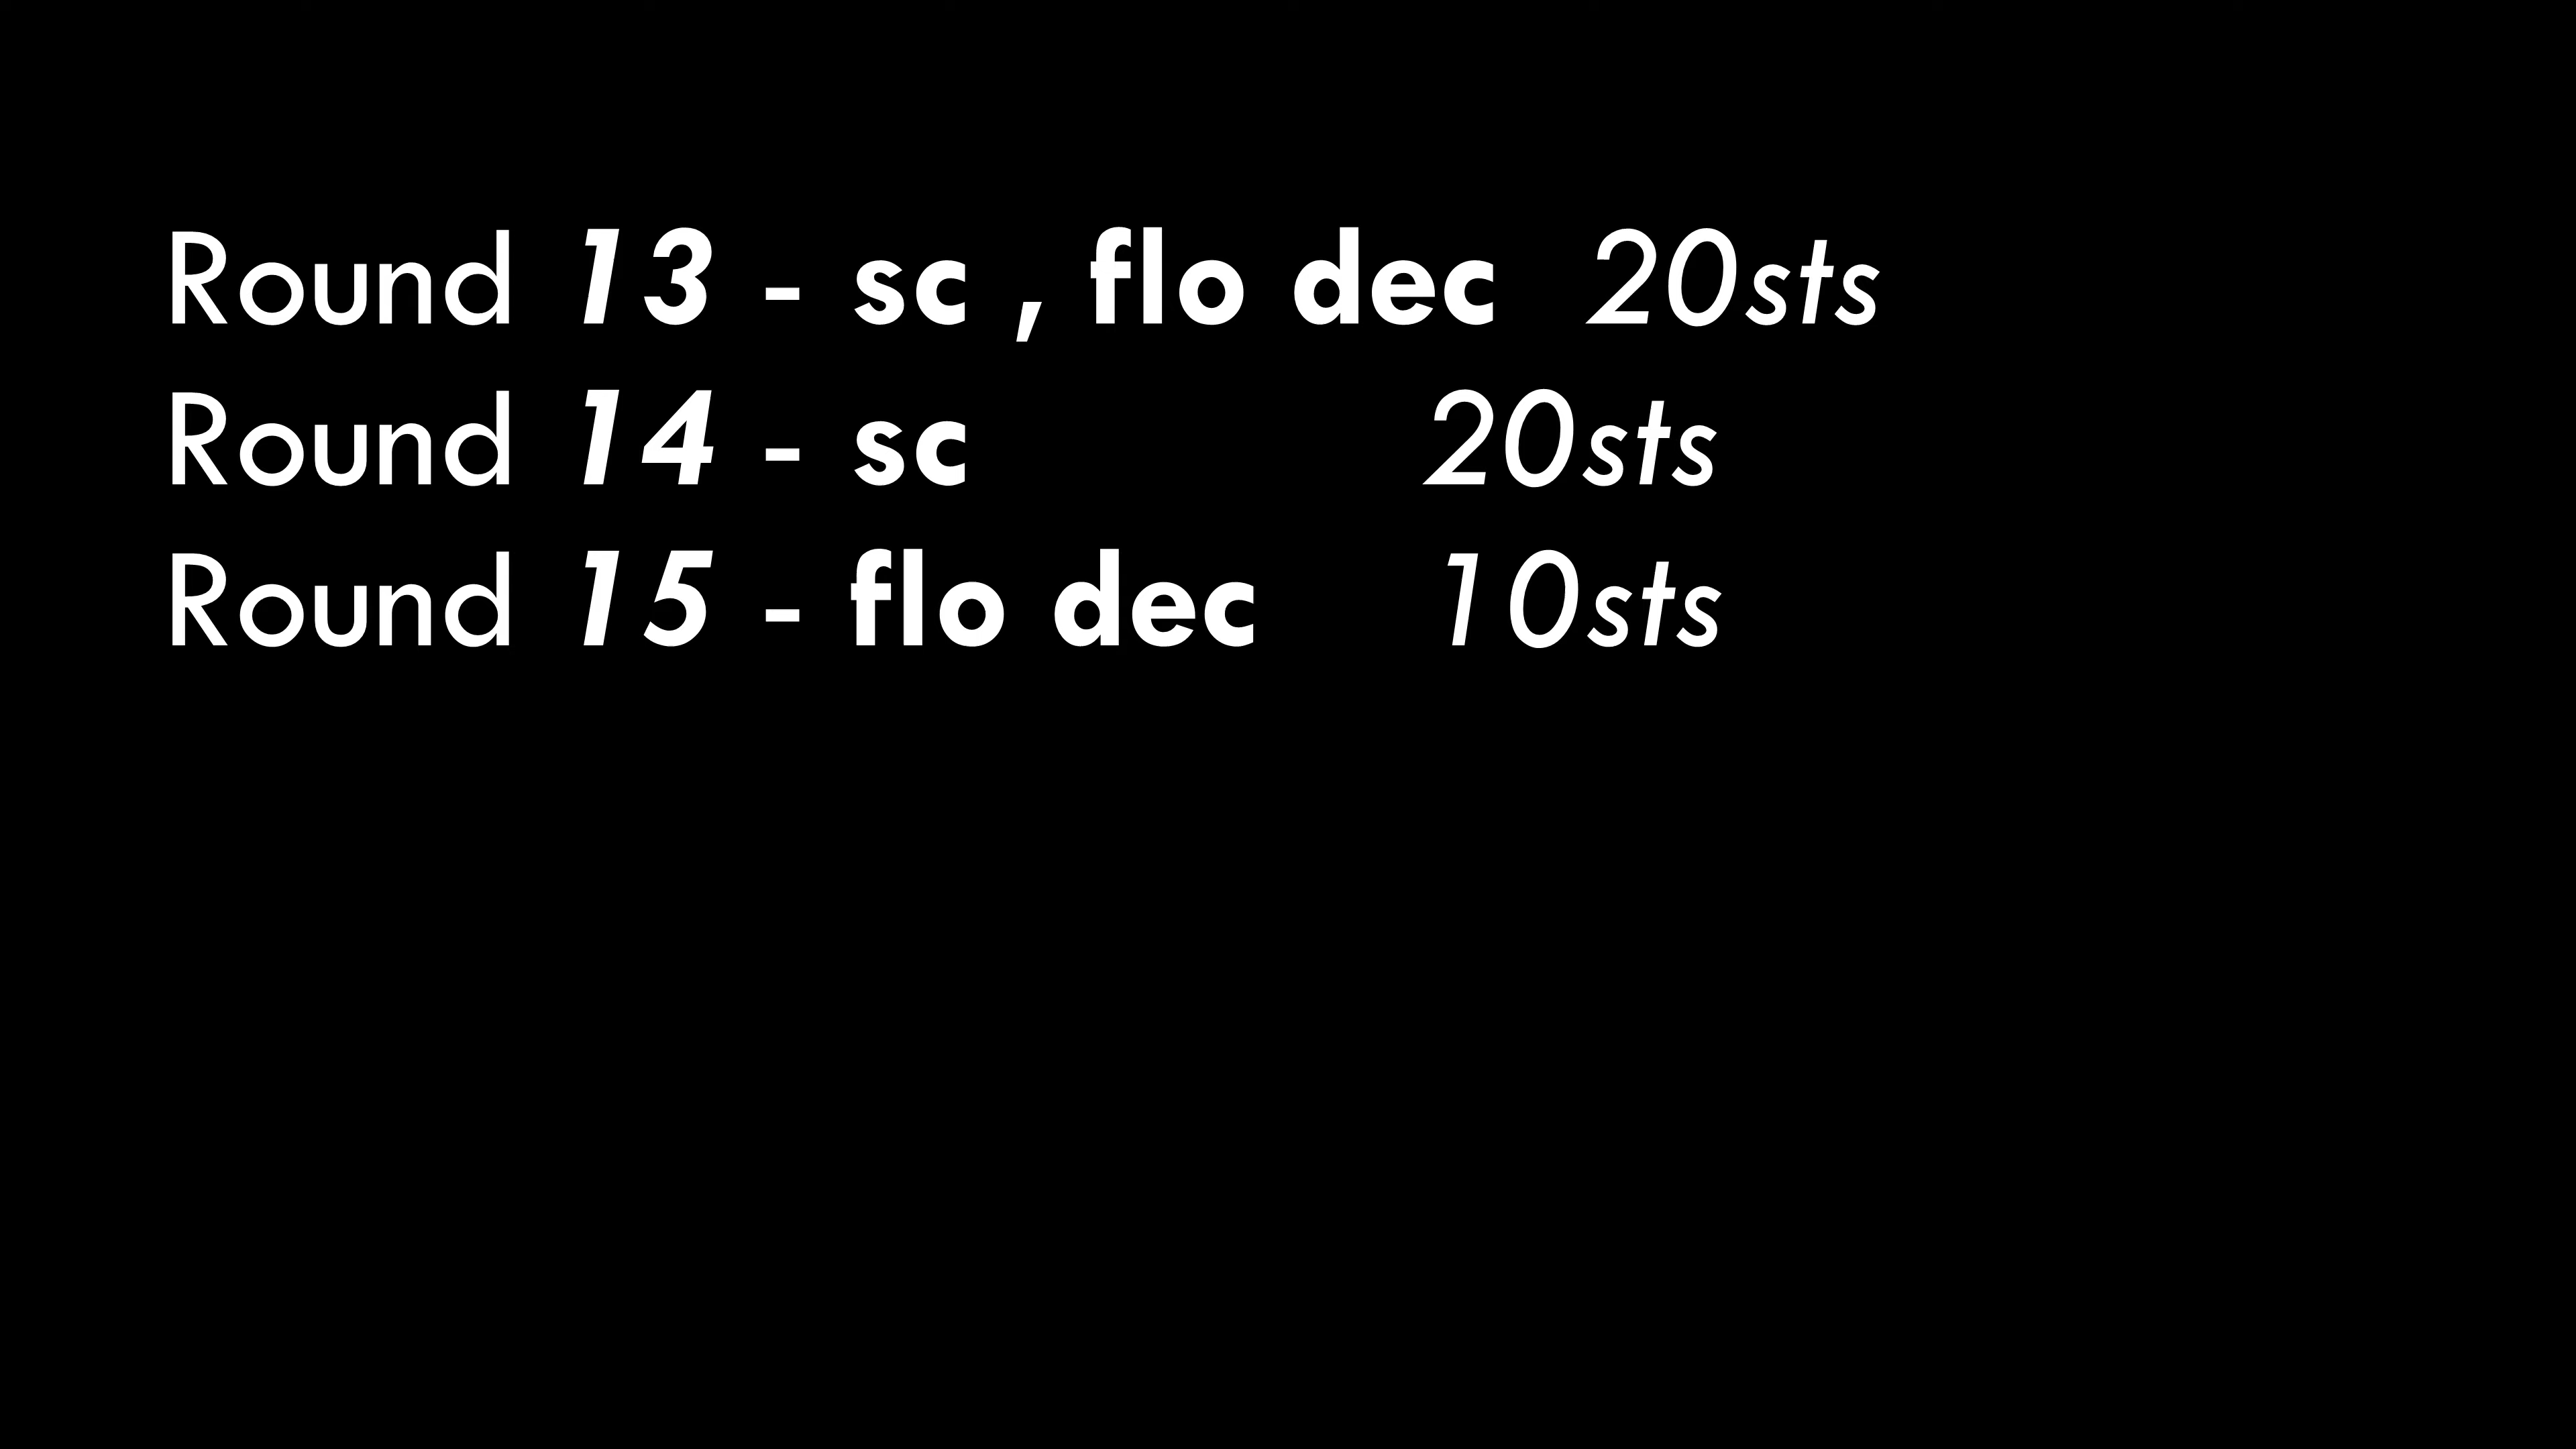 Round 13 - sc , flo dec 20sts
Round 14 - sc 20sts
Round 15 - flo dec 10sts